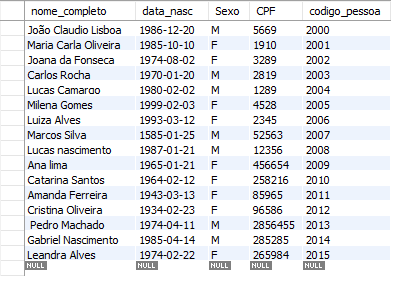 nome_completo data_nasc Sexo CPF codigo_pessoa
João Claudio Lisboa 1986-12-20 M 5669 2000
Maria Carla Oliveira 1985-10-10 F 1910 2001
Joana da Fonseca 1974-08-02 F 3289 2002
Carlos Rocha 1970-01-20 M 2819 2003
Lucas Camargo 1980-02-02 M 1289 2004
Milena Gomes 1999-02-03 F 4528 2005
Luiza Alves 1993-03-12 F 2345 2006
Marcos Silva 1585-01-25 M 52563 2007
Lucas nascimento 1987-01-21 M 12356 2008
Ana lima 1965-01-21 F 456654 2009
Catarina Santos 1964-02-12 F 258216 2010
Amanda Ferreira 1943-03-13 F 85965 2011
Cristina Oliveira 1934-02-23 F 96586 2012
Pedro Machado 1974-04-11 M 2856455 2013
Gabriel Nascimento 1985-04-14 M 285285 2014
Leandra Alves 1974-02-22 F 265984 2015
NULL NULL NULL NULL NULL